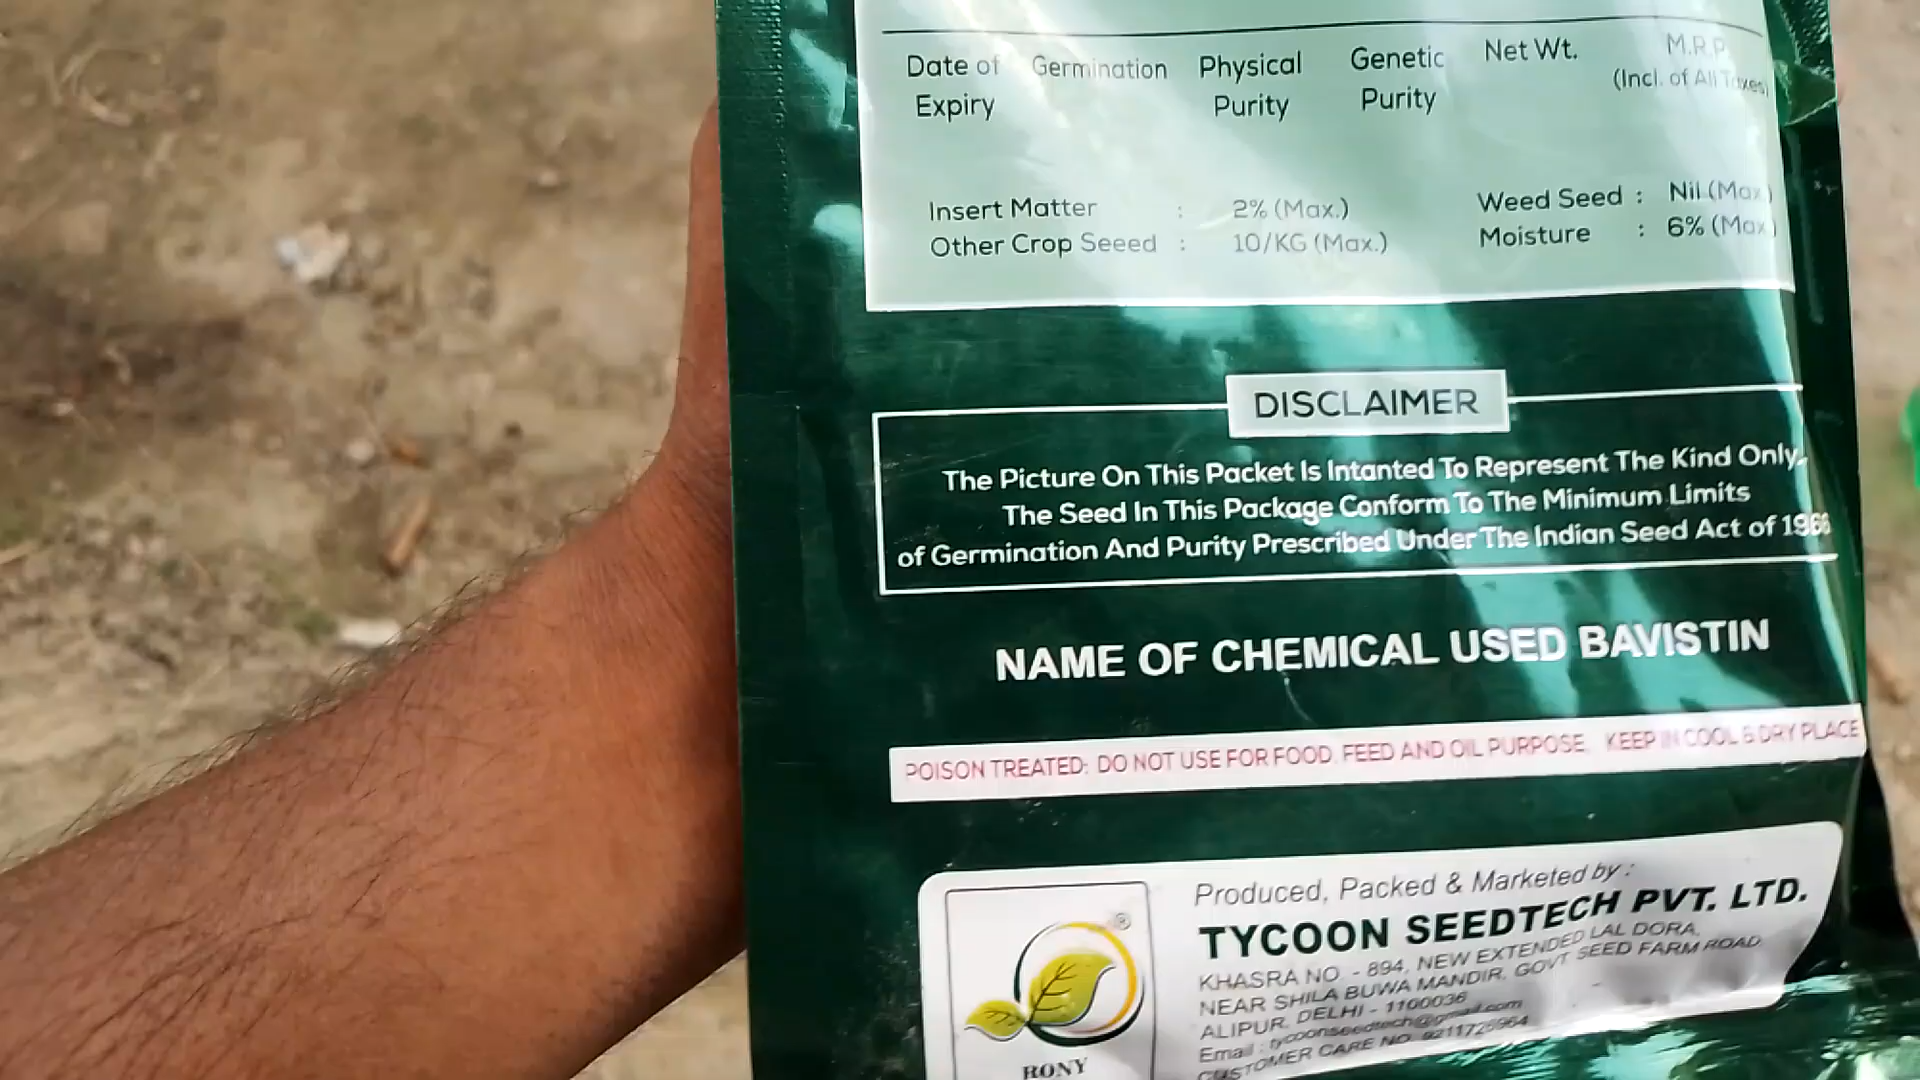 Date of Expiry Germination Physical Purity Genetic Purity Net Wt. M.R.P. (Incl. of All Taxes)
Insert Matter : 2% (Max.) Weed Seed : Nil (Max.)
Other Crop Seeed : 10/KG (Max.) Moisture : 6% (Max.)
DISCLAIMER
The Picture On This Packet Is Intanted To Represent The Kind Only.
The Seed In This Package Conform To The Minimum Limits
of Germination And Purity Prescribed Under The Indian Seed Act of 1966
NAME OF CHEMICAL USED BAVISTIN
POISON TREATED: DO NOT USE FOR FOOD, FEED AND OIL PURPOSE. KEEP IN COOL & DRY PLACE
Produced, Packed & Marketed by :
TYCOON SEEDTECH PVT. LTD.
KHASRA NO. - 894, NEW EXTENDED LAL DORA,
NEAR SHILA BUWA MANDIR, GOVT SEED FARM ROAD,
ALIPUR, DELHI - 1100036
Email : tycoonseedtech@gmail.com
CUSTOMER CARE NO.
®
RONY